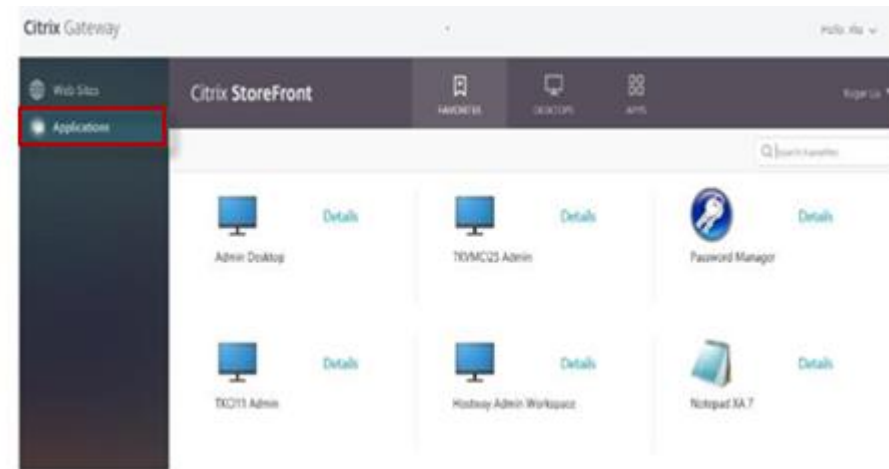 Citrix Gateway
Web Sites
Applications
Citrix StoreFront
FAVORITES
DESKTOPS
APPS
Details
Admin Desktop
Details
Admin
Details
Password Manager
Details
Admin
Details
Hostway Admin Workspace
Details
Notepad XA 7